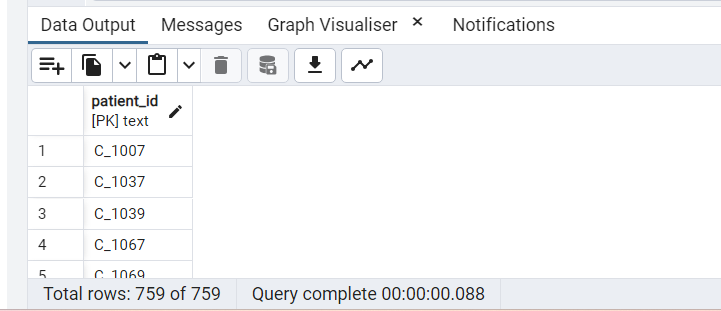 Data Output Messages Graph Visualiser × Notifications
patient_id
[PK] text
1 C_1007
2 C_1037
3 C_1039
4 C_1067
5 C_1069
Total rows: 759 of 759 Query complete 00:00:00.088